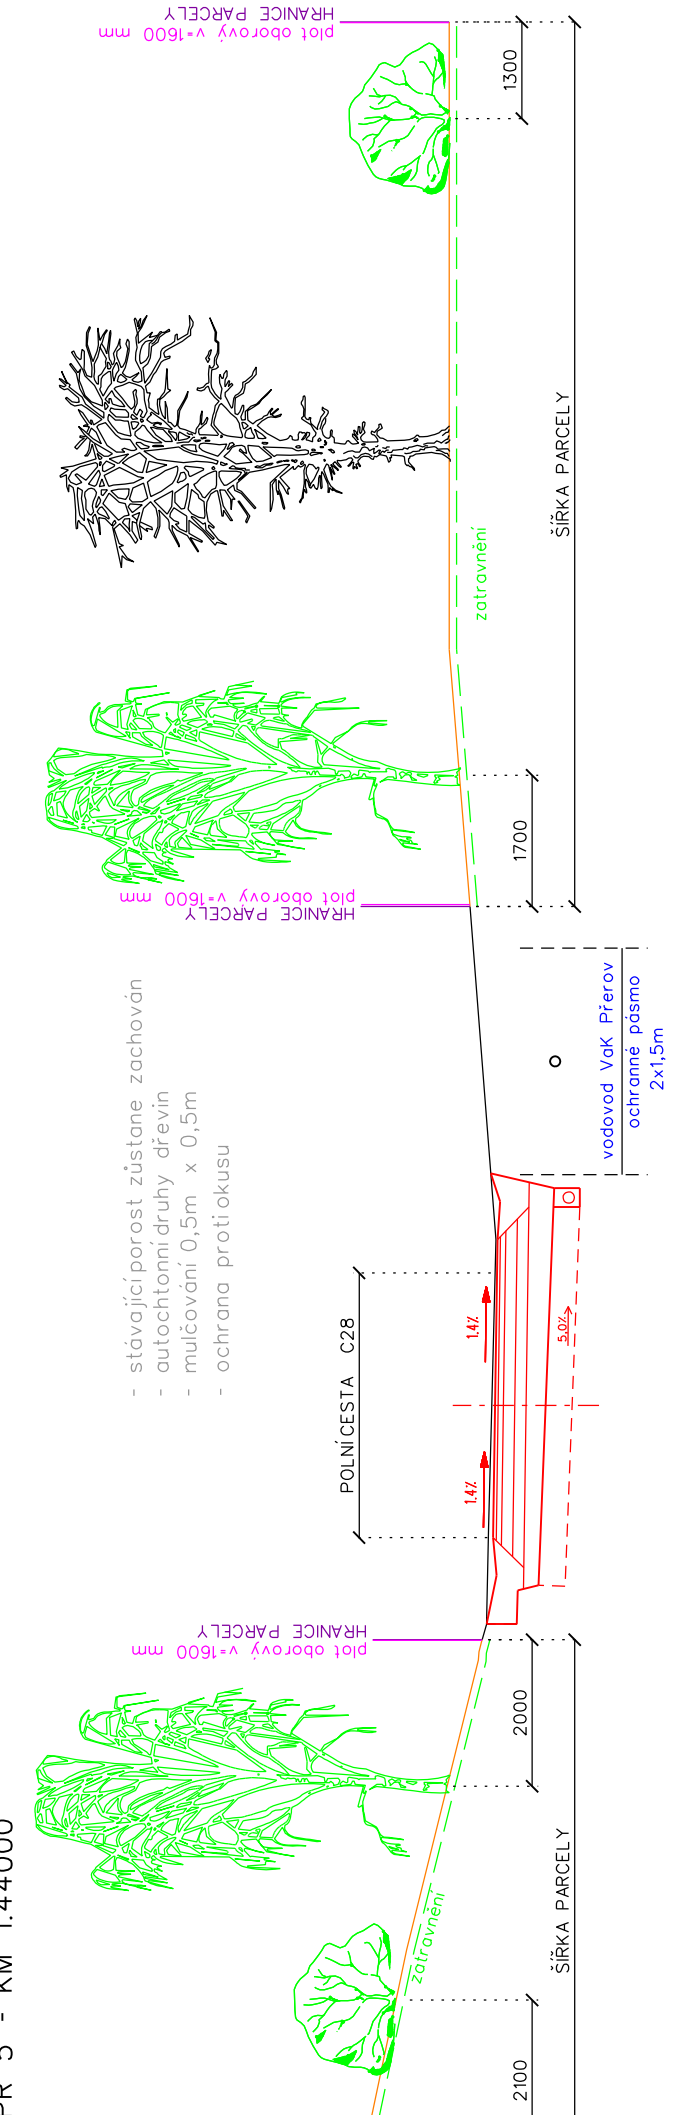 PR 5 - KM 1.44000
HRANICE PARCELY
plot oborový v=1600 mm
1300
ŠÍŘKA PARCELY
zatravnění
1700
plot oborový v=1600 mm
HRANICE PARCELY
- stávající porost zůstane zachován
- autochtonní druhy dřevin
- mulčování 0,5m x 0,5m
- ochrana proti okusu
vodovod VaK Přerov
ochranné pásmo
2x1,5m
POLNÍ CESTA C28
1.4%
1.4%
5.0%
HRANICE PARCELY
plot oborový v=1600 mm
2000
ŠÍŘKA PARCELY
zatravnění
2100